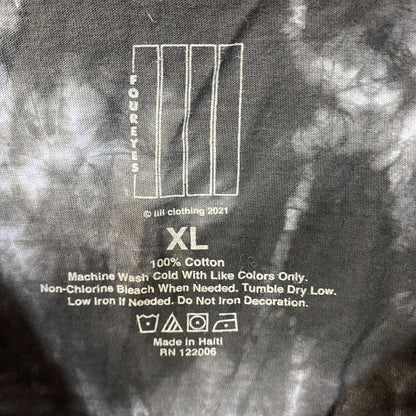 FOUREYES
© iiii clothing 2021
XL
100% Cotton
Machine Wash Cold With Like Colors Only.
Non-Chlorine Bleach When Needed. Tumble Dry Low.
Low Iron if Needed. Do Not Iron Decoration.
Made in Haiti
RN 122006